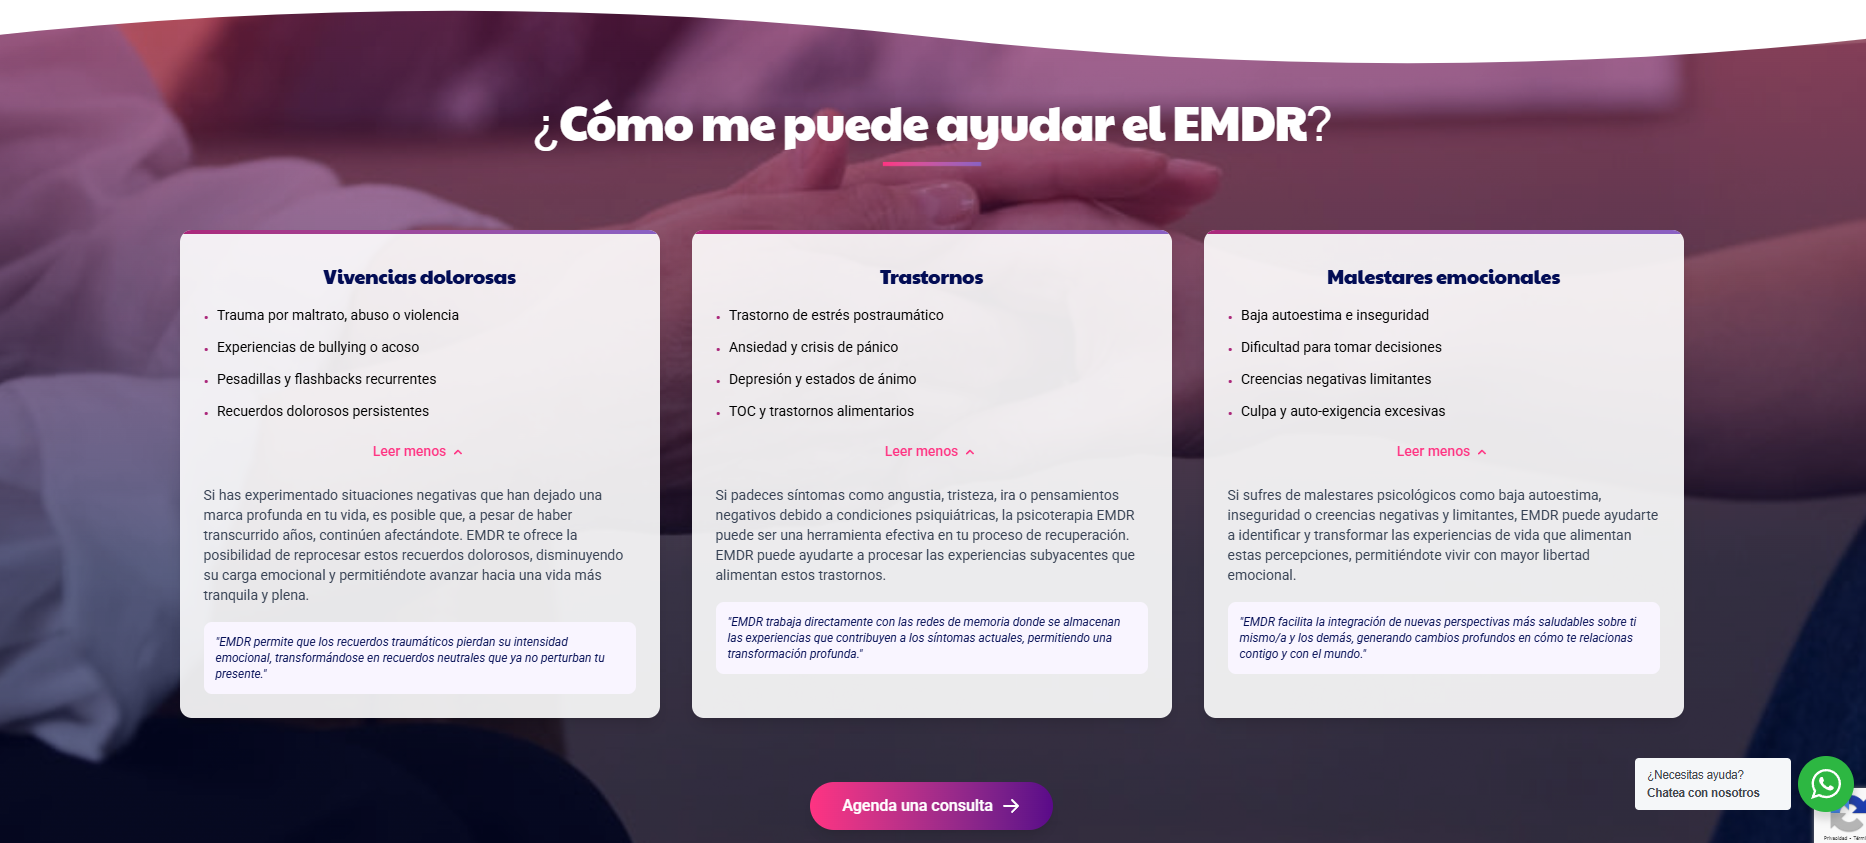 ¿Cómo me puede ayudar el EMDR?
Vivencias dolorosas
• Trauma por maltrato, abuso o violencia
• Experiencias de bullying o acoso
• Pesadillas y flashbacks recurrentes
• Recuerdos dolorosos persistentes
Leer menos
Si has experimentado situaciones negativas que han dejado una
marca profunda en tu vida, es posible que, a pesar de haber
transcurrido años, continúen afectándote. EMDR te ofrece la
posibilidad de reprocesar estos recuerdos dolorosos, disminuyendo
su carga emocional y permitiéndote avanzar hacia una vida más
tranquila y plena.
"EMDR permite que los recuerdos traumáticos pierdan su intensidad
emocional, transformándose en recuerdos neutrales que ya no perturban tu
presente."
Trastornos
• Trastorno de estrés postraumático
• Ansiedad y crisis de pánico
• Depresión y estados de ánimo
• TOC y trastornos alimentarios
Leer menos
Si padeces síntomas como angustia, tristeza, ira o pensamientos
negativos debido a condiciones psiquiátricas, la psicoterapia EMDR
puede ser una herramienta efectiva en tu proceso de recuperación.
EMDR puede ayudarte a procesar las experiencias subyacentes que
alimentan estos trastornos.
"EMDR trabaja directamente con las redes de memoria donde se almacenan
las experiencias que contribuyen a los síntomas actuales, permitiendo una
transformación profunda."
Malestares emocionales
• Baja autoestima e inseguridad
• Dificultad para tomar decisiones
• Creencias negativas limitantes
• Culpa y auto-exigencia excesivas
Leer menos
Si sufres de malestares psicológicos como baja autoestima,
inseguridad o creencias negativas y limitantes, EMDR puede ayudarte
a identificar y transformar las experiencias de vida que alimentan
estas percepciones, permitiéndote vivir con mayor libertad
emocional.
"EMDR facilita la integración de nuevas perspectivas más saludables sobre ti
mismo/a y los demás, generando cambios profundos en cómo te relacionas
contigo y con el mundo."
Agenda una consulta
¿Necesitas ayuda?
Chatea con nosotros
Privacidad -